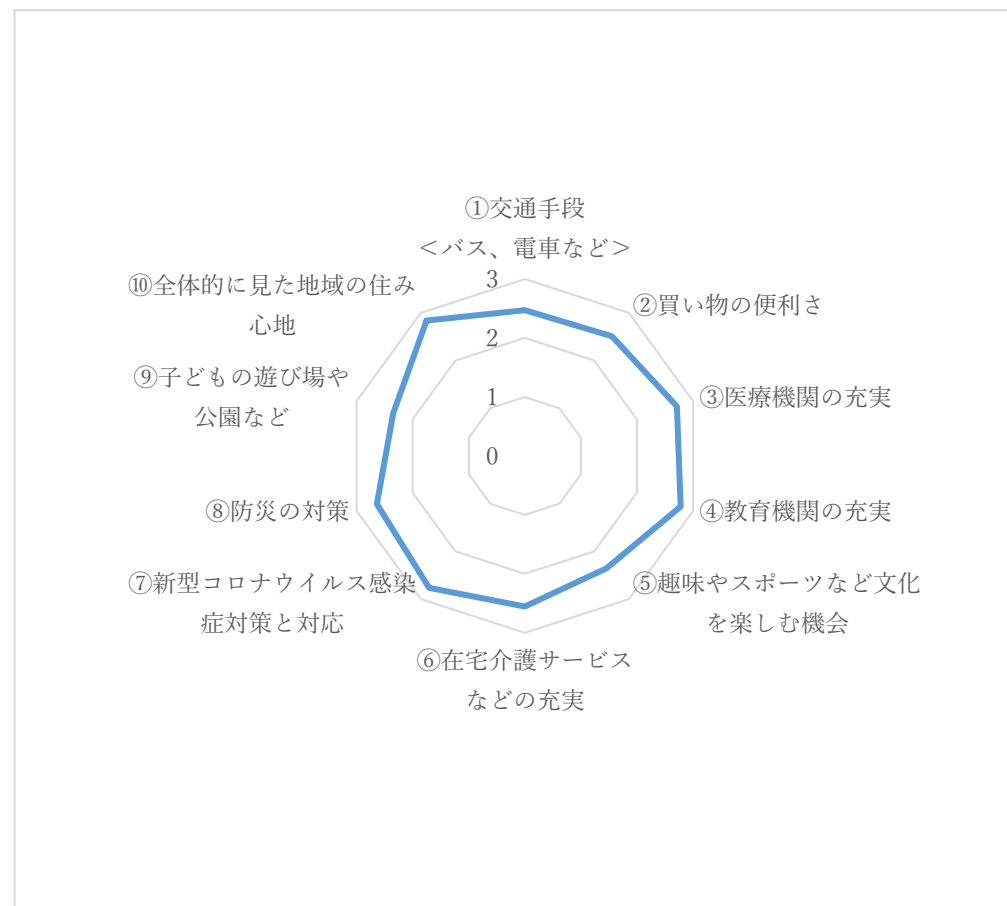 ①交通手段
＜バス、電車など＞
②買い物の便利さ
③医療機関の充実
④教育機関の充実
⑤趣味やスポーツなど文化
を楽しむ機会
⑥在宅介護サービス
などの充実
⑦新型コロナウイルス感染
症対策と対応
⑧防災の対策
⑨子どもの遊び場や
公園など
⑩全体的に見た地域の住み
心地
3
2
1
0